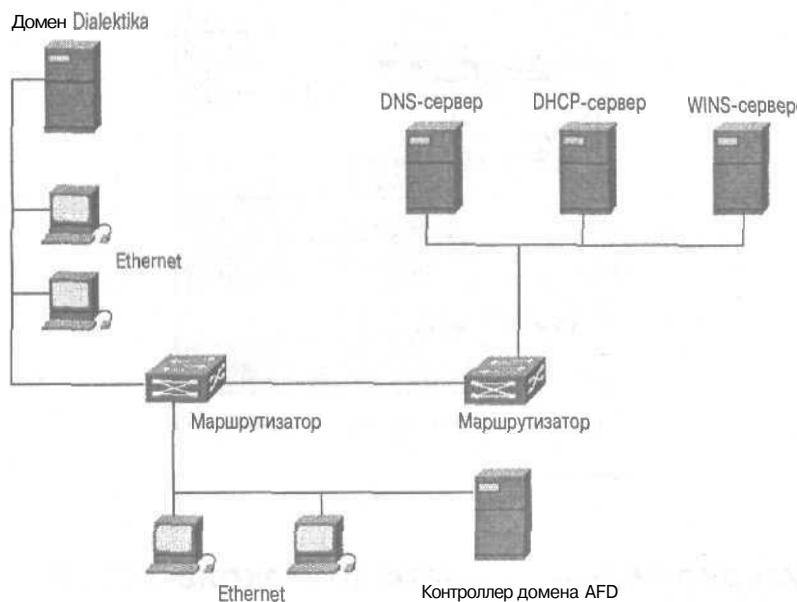 Домен Dialektika
DNS-сервер
DHCP-сервер
WINS-сервер
Ethernet
Маршрутизатор
Маршрутизатор
Ethernet
Контроллер домена AFD